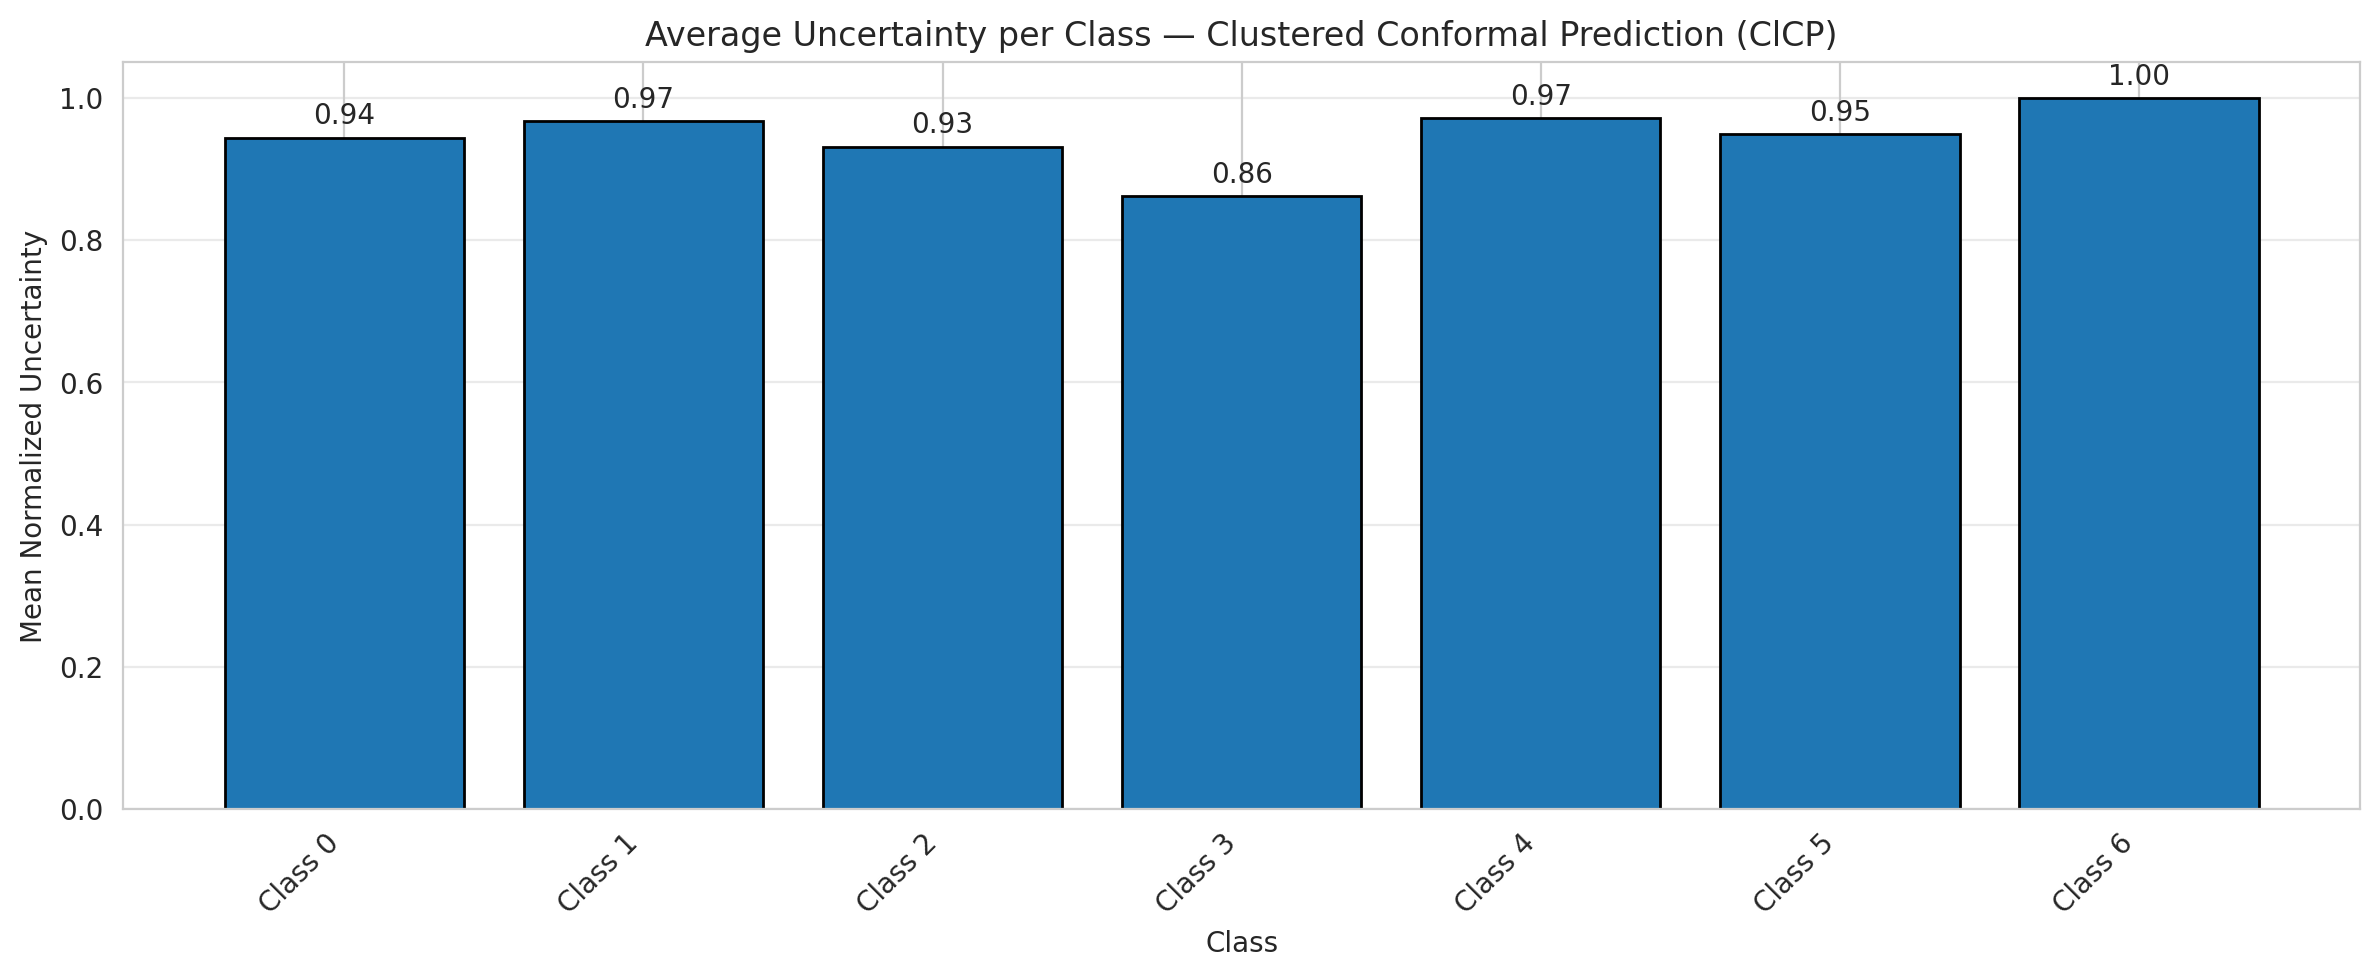 Average Uncertainty per Class — Clustered Conformal Prediction (ClCP)
Mean Normalized Uncertainty
1.0
0.8
0.6
0.4
0.2
0.0
0.94
0.97
0.93
0.86
0.97
0.95
1.00
Class 0
Class 1
Class 2
Class 3
Class 4
Class 5
Class 6
Class